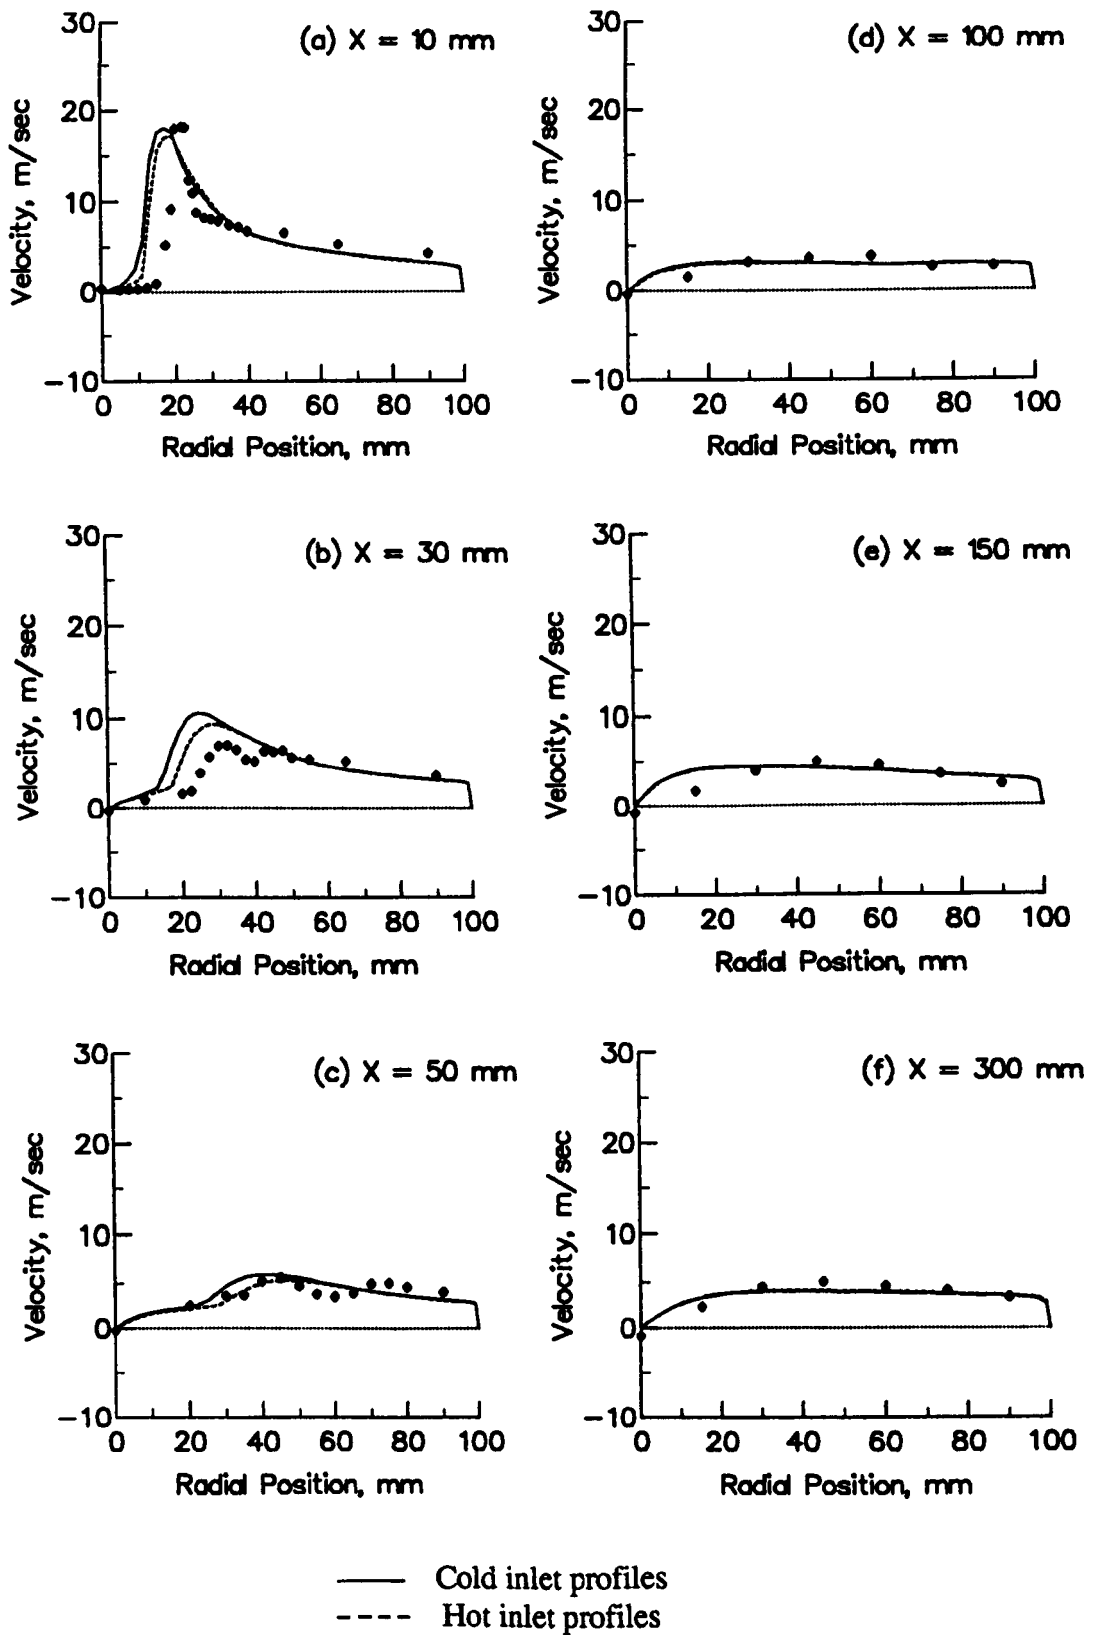 (a) X = 10 mm
30
20
10
0
−10
Velocity, m/sec
0 20 40 60 80 100
Radial Position, mm
(d) X = 100 mm
30
20
10
0
−10
Velocity, m/sec
0 20 40 60 80 100
Radial Position, mm
(b) X = 30 mm
30
20
10
0
−10
Velocity, m/sec
0 20 40 60 80 100
Radial Position, mm
(e) X = 150 mm
30
20
10
0
−10
Velocity, m/sec
0 20 40 60 80 100
Radial Position, mm
(c) X = 50 mm
30
20
10
0
−10
Velocity, m/sec
0 20 40 60 80 100
Radial Position, mm
(f) X = 300 mm
30
20
10
0
−10
Velocity, m/sec
0 20 40 60 80 100
Radial Position, mm
Cold inlet profiles
Hot inlet profiles